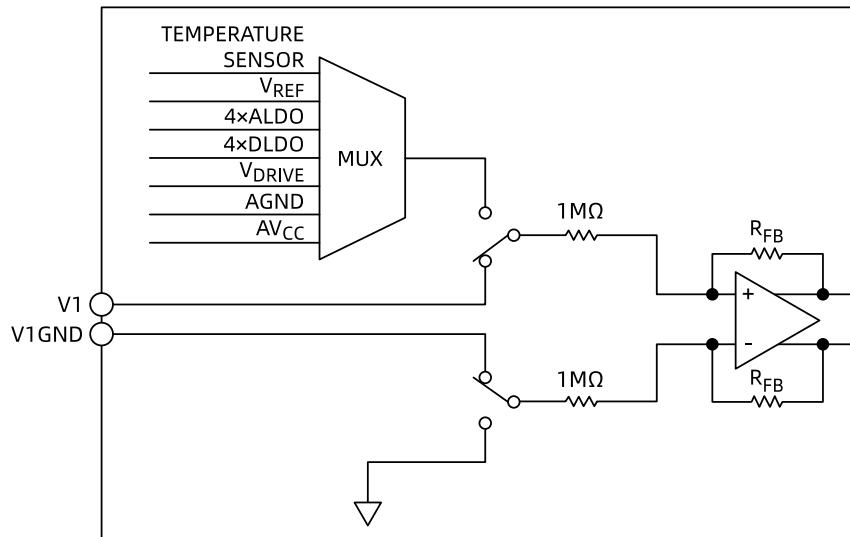 TEMPERATURE
SENSOR
VREF
4×ALDO
4×DLDO
VDRIVE
AGND
AVCC
MUX
1MΩ
RFB
+
V1
V1GND
-
1MΩ
RFB